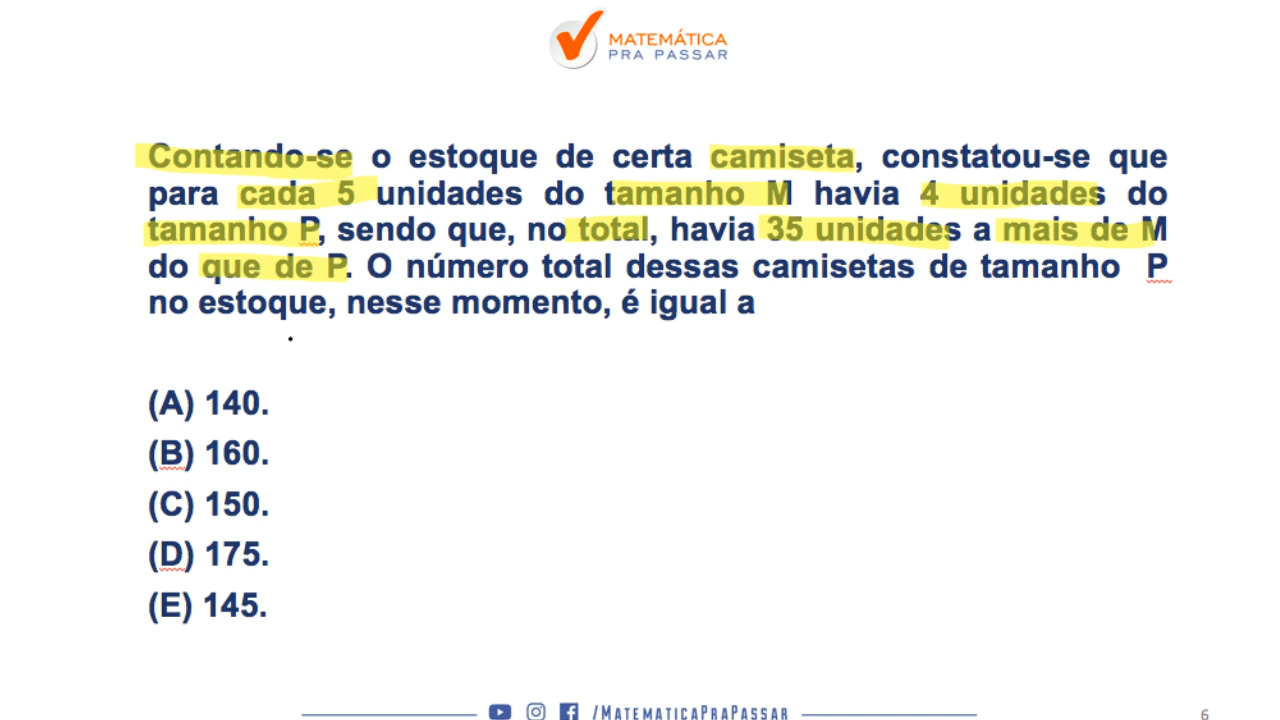 MATEMÁTICA
PRA PASSAR
Contando-se o estoque de certa camiseta, constatou-se que
para cada 5 unidades do tamanho M havia 4 unidades do
tamanho P, sendo que, no total, havia 35 unidades a mais de M
do que de P. O número total dessas camisetas de tamanho P
no estoque, nesse momento, é igual a
(A) 140.
(B) 160.
(C) 150.
(D) 175.
(E) 145.
/MATEMATICAPRAPASSAR
6